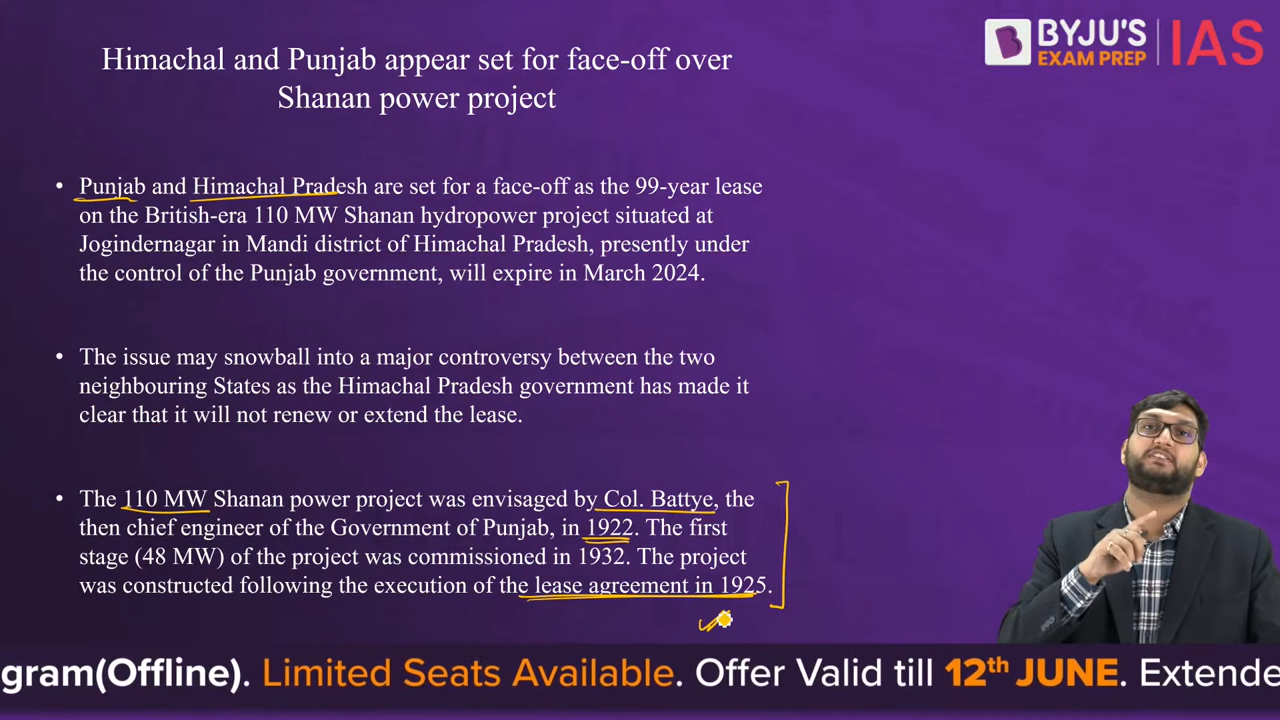 Himachal and Punjab appear set for face-off over
Shanan power project
BYJU'S
EXAM PREP
IAS
• Punjab and Himachal Pradesh are set for a face-off as the 99-year lease
on the British-era 110 MW Shanan hydropower project situated at
Jogindernagar in Mandi district of Himachal Pradesh, presently under
the control of the Punjab government, will expire in March 2024.
• The issue may snowball into a major controversy between the two
neighbouring States as the Himachal Pradesh government has made it
clear that it will not renew or extend the lease.
• The 110 MW Shanan power project was envisaged by Col. Battye, the
then chief engineer of the Government of Punjab, in 1922. The first
stage (48 MW) of the project was commissioned in 1932. The project
was constructed following the execution of the lease agreement in 1925.
gram(Offline). Limited Seats Available. Offer Valid till 12th JUNE. Extende